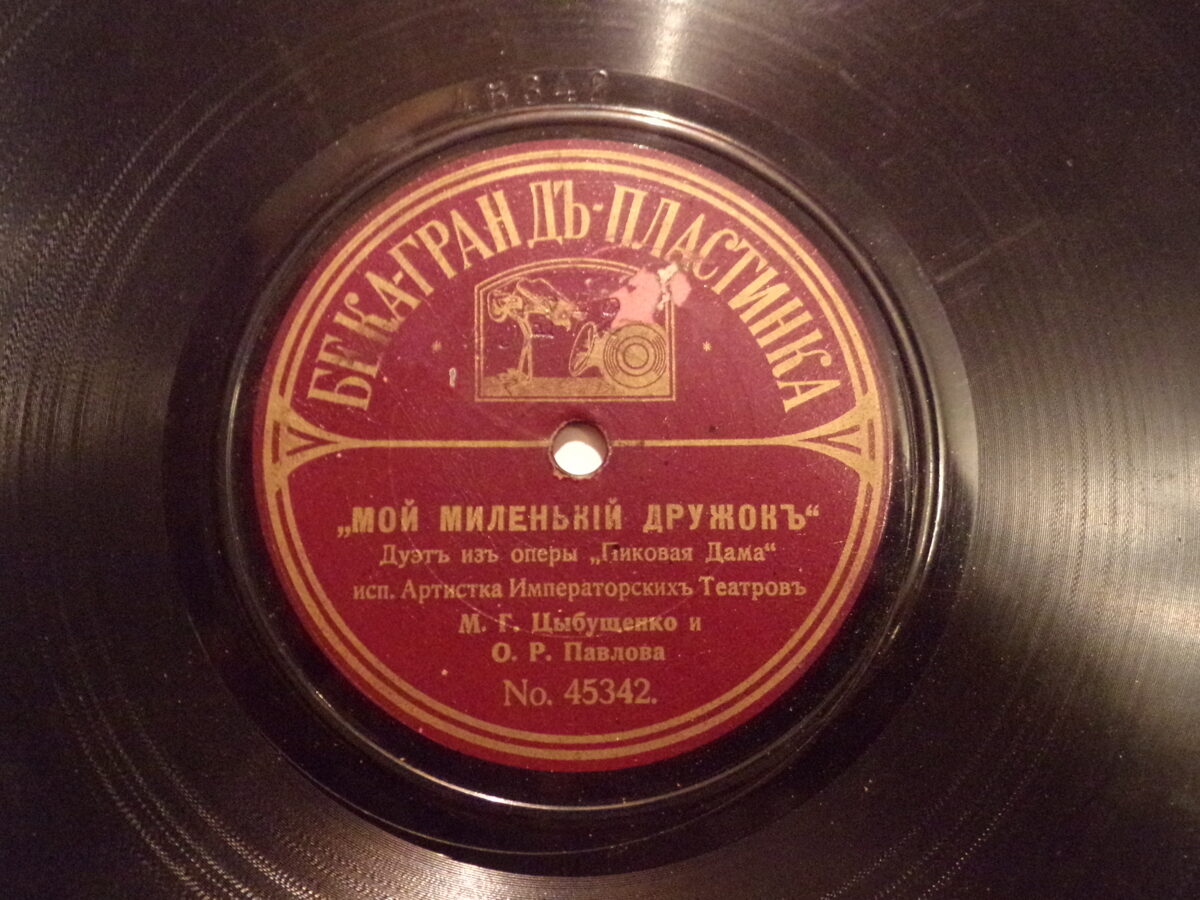 45342
БЕКА-ГРАНДЪ-ПЛАСТИНКА
„МОЙ МИЛЕНЬКІЙ ДРУЖОКЪ“
Дуэтъ изъ оперы „Пиковая Дама“
исп. Артистка Императорскихъ Театровъ
М. Г. Цыбущенко и
О. Р. Павлова
No. 45342.